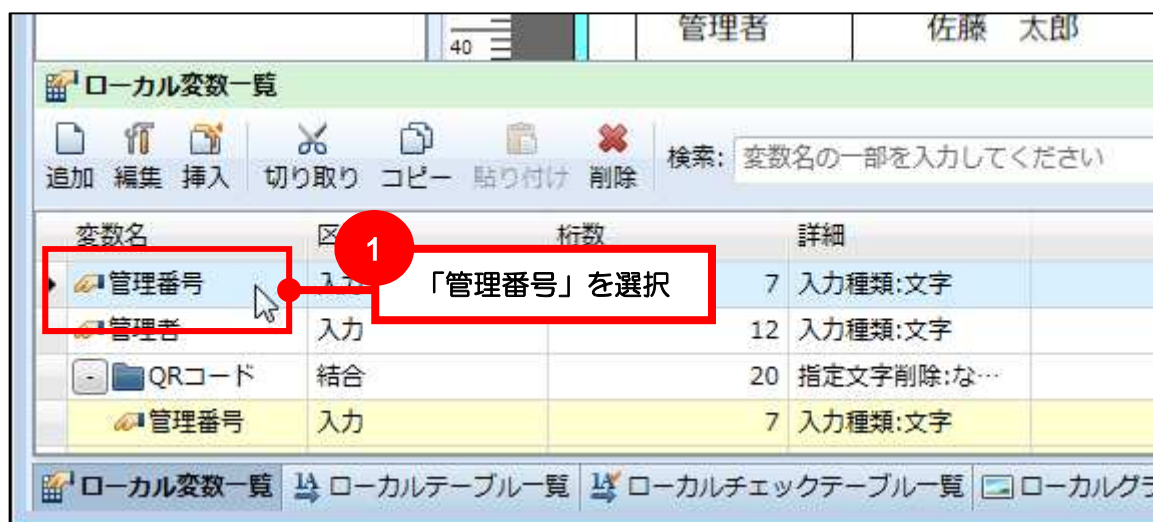 管理者 佐藤 太郎
40
ローカル変数一覧
追加 編集 挿入 切り取り コピー 貼り付け 削除 検索: 変数名の一部を入力してください
変数名 桁数 詳細
1
管理番号 「管理番号」を選択 7 入力種類:文字
管理者 入力 12 入力種類:文字
- QRコード 結合 20 指定文字削除:な…
管理番号 入力 7 入力種類:文字
ローカル変数一覧 ローカルテーブル一覧 ローカルチェックテーブル一覧 ローカルグラ